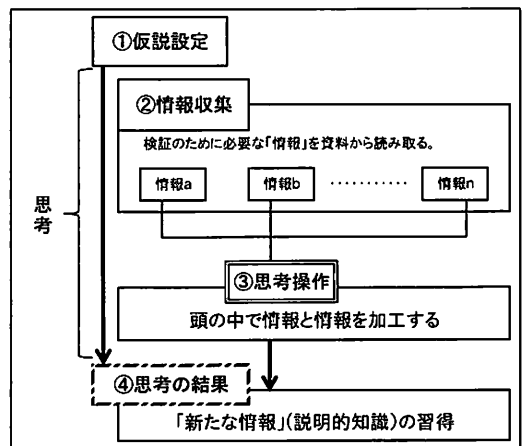 ①仮説設定
②情報収集
検証のために必要な「情報」を資料から読み取る。
情報a 情報b ………… 情報n
思考
③思考操作
頭の中で情報と情報を加工する
④思考の結果
「新たな情報」(説明的知識)の習得